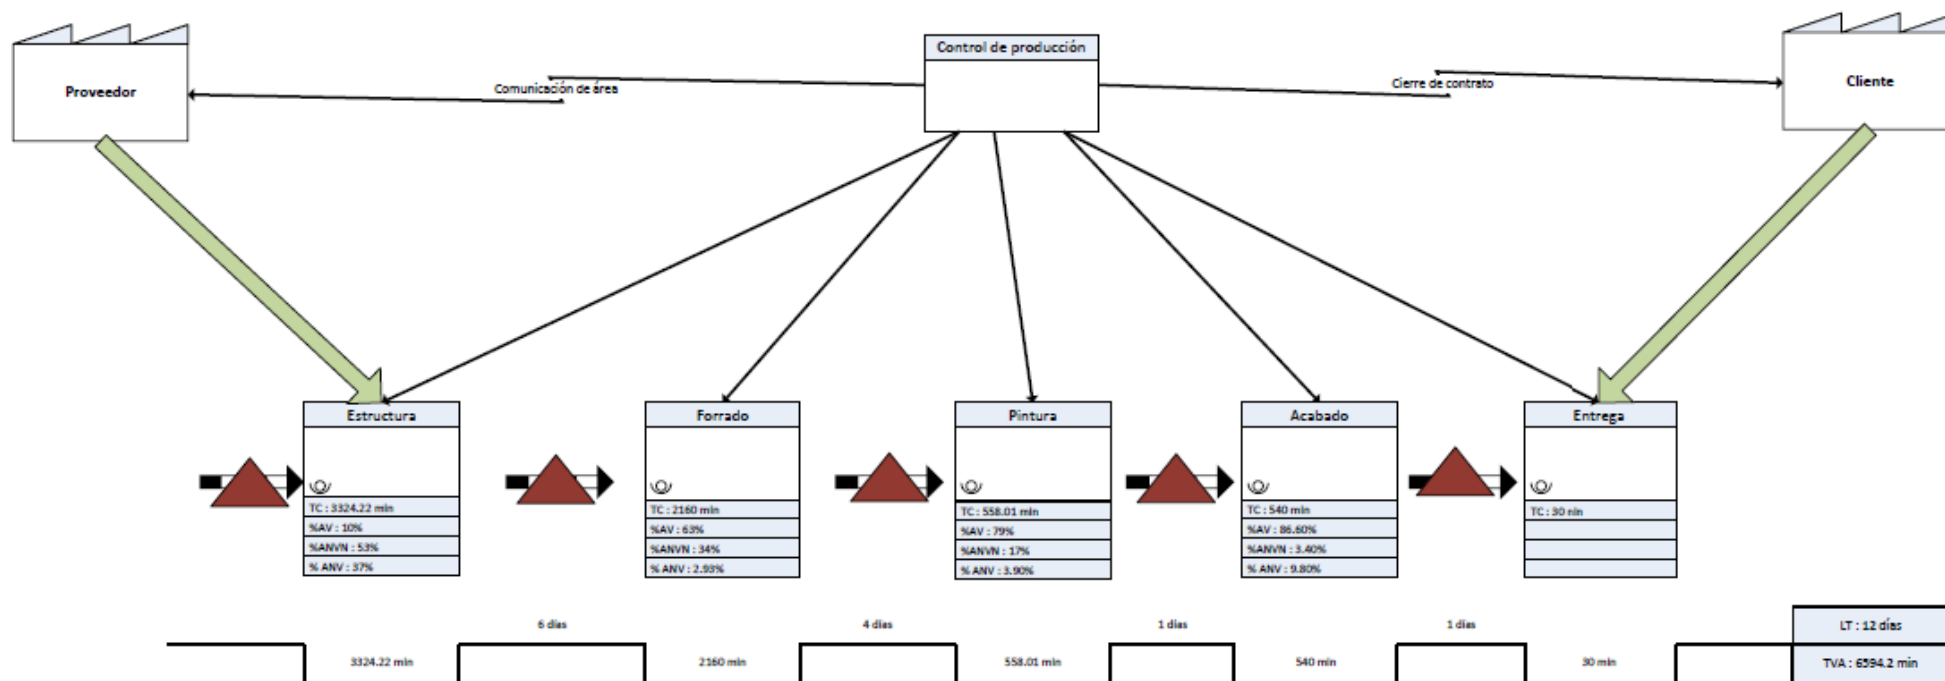 Control de producción
Proveedor
Comunicación de área
Cierre de contrato
Cliente
Estructura
TC : 3324.22 min
%AV : 10%
%ANVN : 53%
% ANV : 37%
Forrado
TC : 2160 min
%AV : 63%
%ANVN : 34%
% ANV : 2.93%
Pintura
TC : 558.01 min
%AV : 79%
%ANVN : 17%
% ANV : 3.90%
Acabado
TC : 540 min
%AV : 86.60%
%ANVN : 3.40%
% ANV : 9.80%
Entrega
TC : 30 min
6 días
4 días
1 días
1 días
LT : 12 días
3324.22 min
2160 min
558.01 min
540 min
30 min
TVA : 6594.2 min